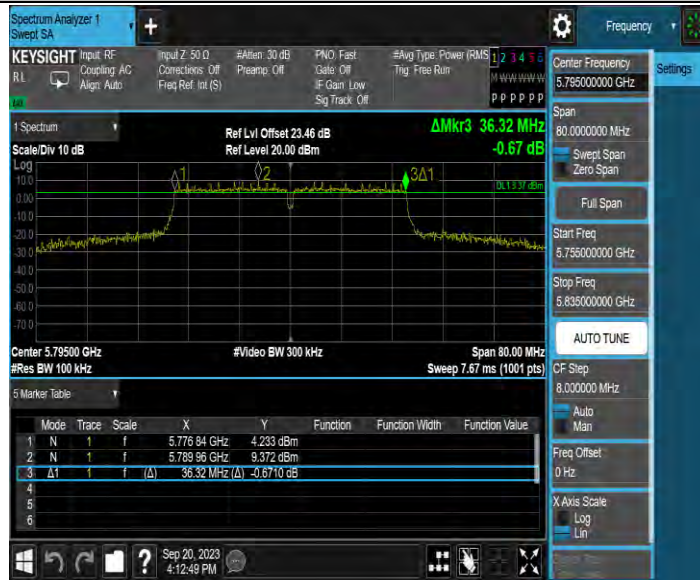 Spectrum Analyzer 1
Swept SA
+
Frequency
KEYSIGHT
RL
Input: RF
Coupling: AC
Align: Auto
Input Z: 50 Ω
Corrections: Off
Freq Ref: Int (S)
#Atten: 30 dB
Preamp: Off
PNO: Fast
Gate: Off
IF Gain: Low
Sig Track: Off
#Avg Type: Power (RMS
Trig: Free Run
1 2 3 4 5 6
M W W W W W
P P P P P P
1 Spectrum
Scale/Div 10 dB
Ref Lvl Offset 23.46 dB
Ref Level 20.00 dBm
ΔMkr3 36.32 MHz
-0.67 dB
Log
10.0
0.00
-10.0
-20.0
-30.0
-40.0
-50.0
-60.0
-70.0
1
2
3Δ1
DL1 3.37 dBm
Center 5.79500 GHz
#Res BW 100 kHz
#Video BW 300 kHz
Span 80.00 MHz
Sweep 7.67 ms (1001 pts)
5 Marker Table
Mode Trace Scale X Y Function Function Width Function Value
1 N 1 f 5.776 84 GHz 4.233 dBm
2 N 1 f 5.789 96 GHz 9.372 dBm
3 Δ1 1 f (Δ) 36.32 MHz (Δ) -0.6710 dB
4
5
6
Center Frequency
5.795000000 GHz
Settings
Span
80.0000000 MHz
Swept Span
Zero Span
Full Span
Start Freq
5.755000000 GHz
Stop Freq
5.835000000 GHz
AUTO TUNE
CF Step
8.000000 MHz
Auto
Man
Freq Offset
0 Hz
X Axis Scale
Log
Lin
?
Sep 20, 2023
4:12:49 PM